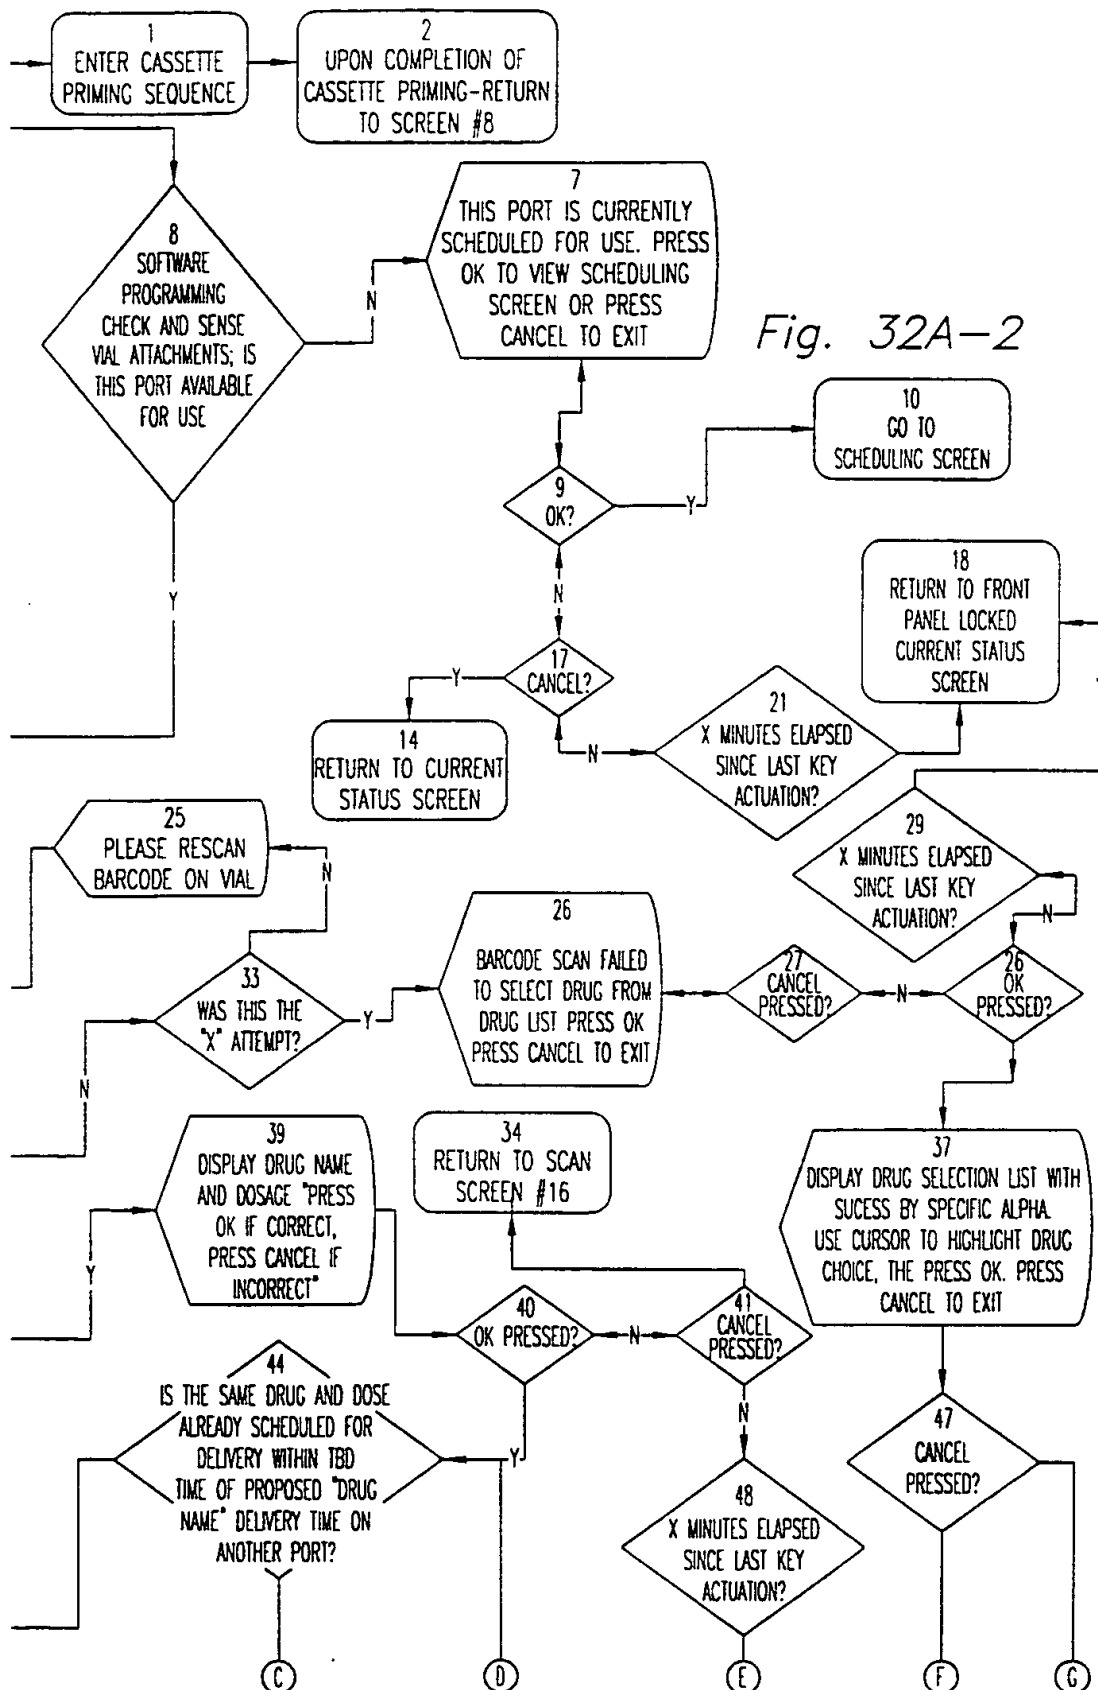 1
ENTER CASSETTE
PRIMING SEQUENCE
2
UPON COMPLETION OF
CASSETTE PRIMING-RETURN
TO SCREEN #8
7
THIS PORT IS CURRENTLY
SCHEDULED FOR USE. PRESS
OK TO VIEW SCHEDULING
SCREEN OR PRESS
CANCEL TO EXIT
8
SOFTWARE
PROGRAMMING
CHECK AND SENSE
VIAL ATTACHMENTS; IS
THIS PORT AVAILABLE
FOR USE
N
Fig. 32A-2
10
GO TO
SCHEDULING SCREEN
9
OK?
Y
18
RETURN TO FRONT
PANEL LOCKED
CURRENT STATUS
SCREEN
Y
N
17
CANCEL?
Y
21
X MINUTES ELAPSED
SINCE LAST KEY
ACTUATION?
N
14
RETURN TO CURRENT
STATUS SCREEN
25
PLEASE RESCAN
BARCODE ON VIAL
N
29
X MINUTES ELAPSED
SINCE LAST KEY
ACTUATION?
N
26
BARCODE SCAN FAILED
TO SELECT DRUG FROM
DRUG LIST PRESS OK
PRESS CANCEL TO EXIT
27
CANCEL
PRESSED?
N
26
OK
PRESSED?
33
WAS THIS THE
"X" ATTEMPT?
Y
N
39
DISPLAY DRUG NAME
AND DOSAGE "PRESS
OK IF CORRECT,
PRESS CANCEL IF
INCORRECT"
Y
34
RETURN TO SCAN
SCREEN #16
37
DISPLAY DRUG SELECTION LIST WITH
SUCESS BY SPECIFIC ALPHA.
USE CURSOR TO HIGHLIGHT DRUG
CHOICE, THE PRESS OK. PRESS
CANCEL TO EXIT
40
OK PRESSED?
N
41
CANCEL
PRESSED?
44
IS THE SAME DRUG AND DOSE
ALREADY SCHEDULED FOR
DELIVERY WITHIN TBD
TIME OF PROPOSED "DRUG
NAME" DELIVERY TIME ON
ANOTHER PORT?
Y
Y
N
47
CANCEL
PRESSED?
48
X MINUTES ELAPSED
SINCE LAST KEY
ACTUATION?
C
D
E
F
G